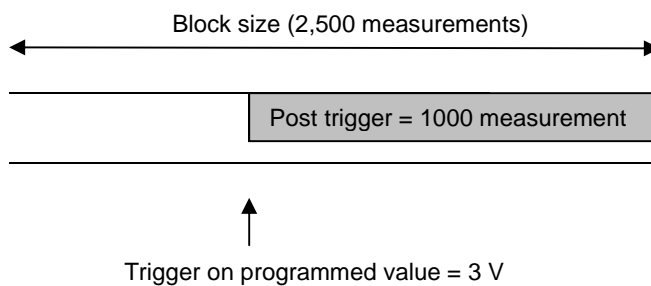 Block size (2,500 measurements)
Post trigger = 1000 measurement
Trigger on programmed value = 3 V